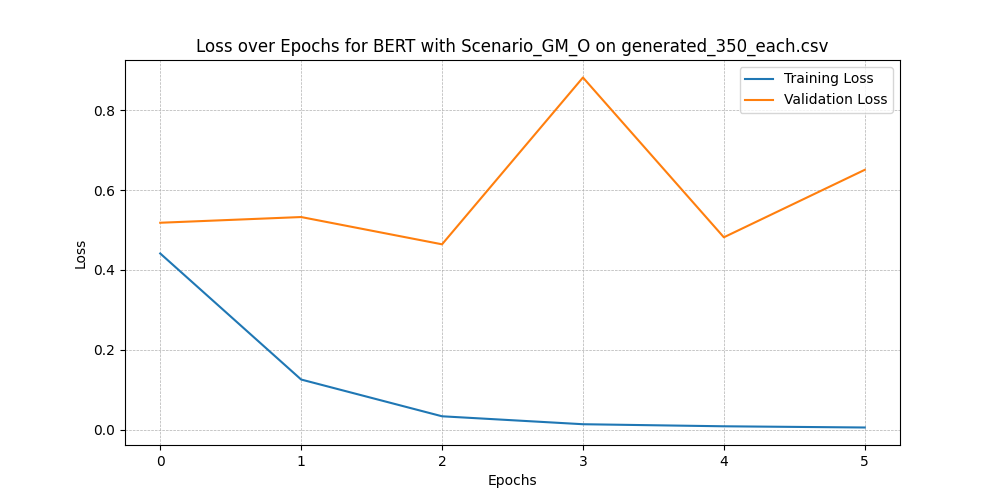 Loss over Epochs for BERT with Scenario_GM_O on generated_350_each.csv
Training Loss
Validation Loss
Loss
0.8
0.6
0.4
0.2
0.0
0 1 2 3 4 5
Epochs